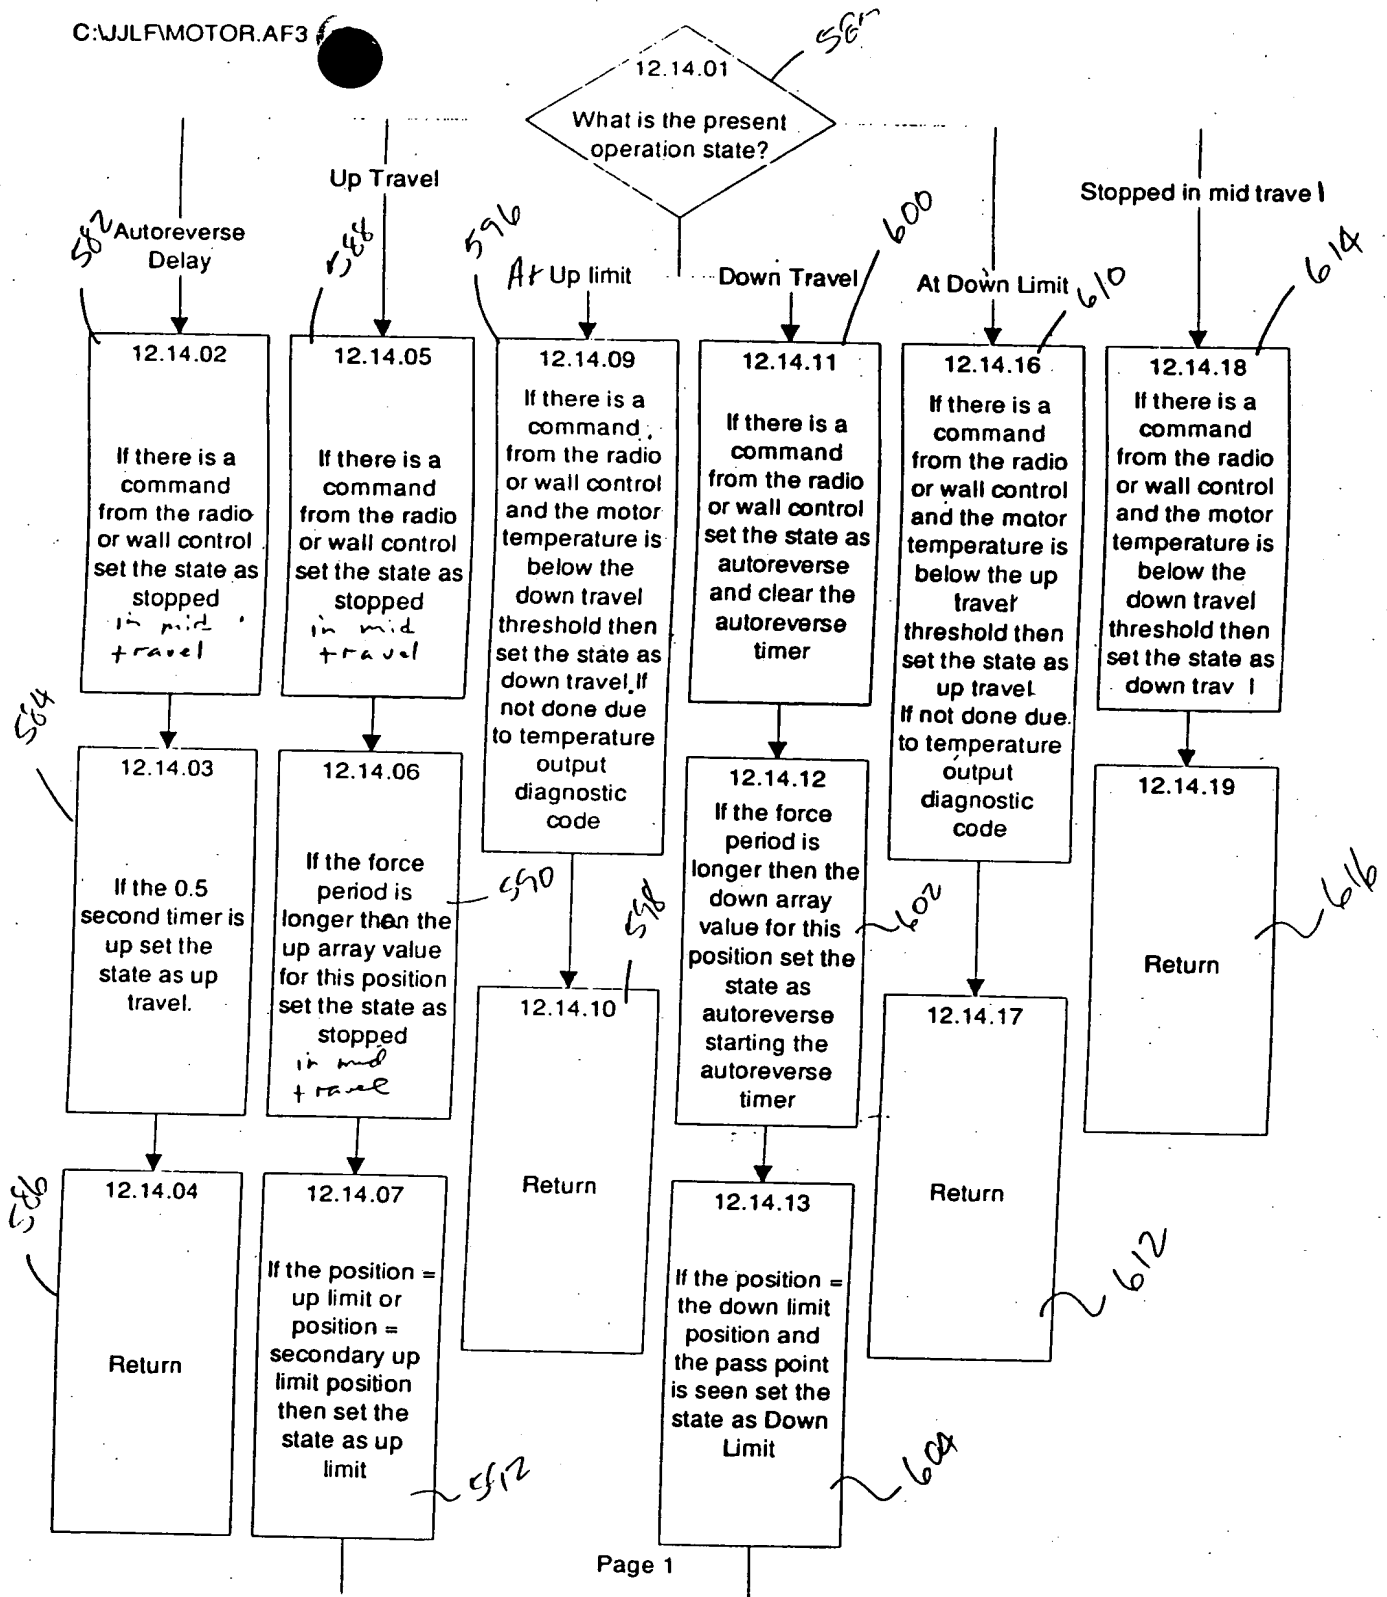 C:\JJLF\MOTOR.AF3
12.14.01
What is the present
operation state?
Autoreverse
Delay
Up Travel
At Up limit
Down Travel
At Down Limit
Stopped in mid trave l
582
588
596
600
610
614
12.14.02
If there is a
command
from the radio
or wall control
set the state as
stopped
in mid
travel
12.14.05
If there is a
command
from the radio
or wall control
set the state as
stopped
in mid
travel
12.14.09
If there is a
command
from the radio
or wall control
and the motor
temperature is
below the
down travel
threshold then
set the state as
down travel. If
not done due
to temperature
output
diagnostic
code
12.14.11
If there is a
command
from the radio
or wall control
set the state as
autoreverse
and clear the
autoreverse
timer
12.14.16
If there is a
command
from the radio
or wall control
and the motor
temperature is
below the up
travel
threshold then
set the state as
up travel.
If not done due
to temperature
output
diagnostic
code
12.14.18
If there is a
command
from the radio
or wall control
and the motor
temperature is
below the
down travel
threshold then
set the state as
down trav l
584
12.14.03
If the 0.5
second timer is
up set the
state as up
travel.
12.14.06
If the force
period is
longer then the
up array value
for this position
set the state as
stopped
in mid
travel
590
598
12.14.10
Return
12.14.12
If the force
period is
longer then the
down array
value for this
position set the
state as
autoreverse
starting the
autoreverse
timer
602
12.14.17
Return
612
12.14.19
Return
616
586
12.14.04
Return
12.14.07
If the position =
up limit or
position =
secondary up
limit position
then set the
state as up
limit
592
12.14.13
If the position =
the down limit
position and
the pass point
is seen set the
state as Down
Limit
604
Page 1